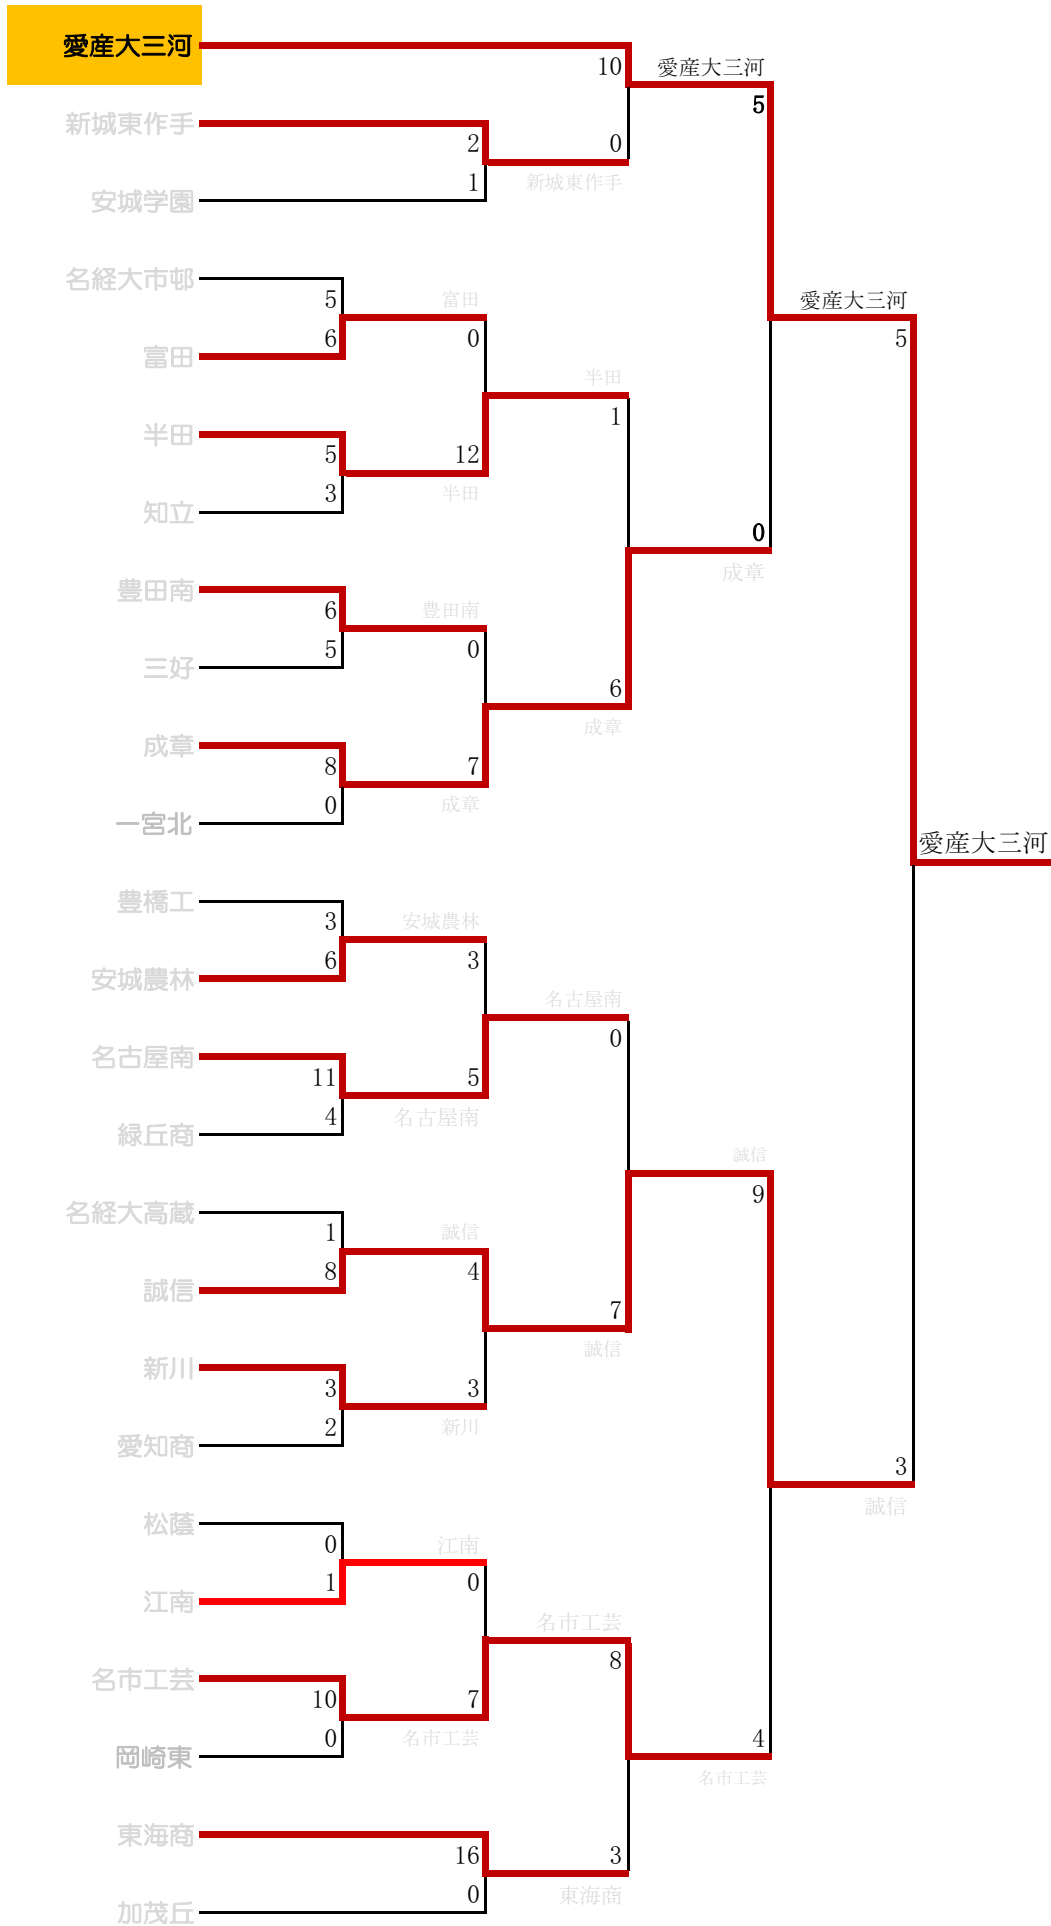 愛産大三河
10
愛産大三河
5
新城東作手
2
0
1
新城東作手
安城学園
名経大市邨
5
富田
愛産大三河
6
0
5
富田
半田
半田
1
5
12
3
半田
知立
0
成章
豊田南
6
豊田南
5
0
三好
6
成章
成章
8
7
0
成章
一宮北
愛産大三河
豊橋工
3
安城農林
6
3
安城農林
名古屋南
0
名古屋南
11
5
4
名古屋南
緑丘商
誠信
9
名経大高蔵
1
誠信
8
4
誠信
7
誠信
新川
3
3
2
新川
愛知商
3
誠信
松蔭
0
江南
1
0
江南
名市工芸
8
名市工芸
10
7
0
名市工芸
4
岡崎東
名市工芸
東海商
16
3
0
東海商
加茂丘